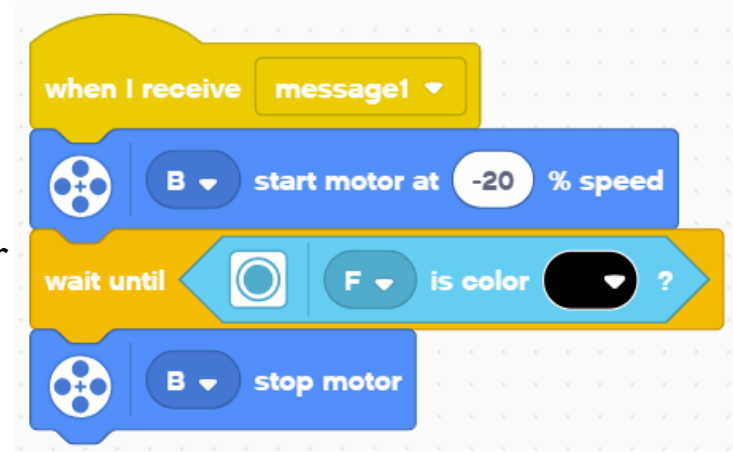 when I receive message1
B start motor at -20 % speed
wait until F is color ?
B stop motor